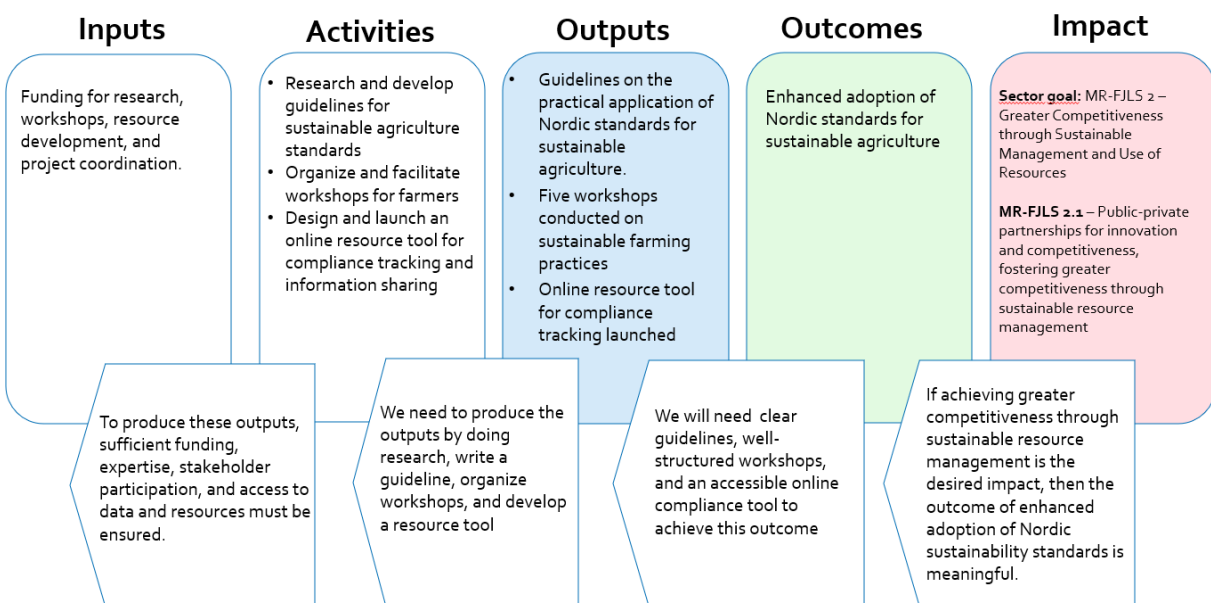 Inputs
Funding for research,
workshops, resource
development, and
project coordination.
Activities
• Research and develop
guidelines for
sustainable agriculture
standards
• Organize and facilitate
workshops for farmers
• Design and launch an
online resource tool for
compliance tracking and
information sharing
Outputs
• Guidelines on the
practical application of
Nordic standards for
sustainable
agriculture.
• Five workshops
conducted on
sustainable farming
practices
• Online resource tool
for compliance
tracking launched
Outcomes
Enhanced adoption of
Nordic standards for
sustainable agriculture
Impact
Sector goal: MR-FJLS 2 –
Greater Competitiveness
through Sustainable
Management and Use of
Resources
MR-FJLS 2.1 – Public-private
partnerships for innovation
and competitiveness,
fostering greater
competitiveness through
sustainable resource
management
To produce these outputs,
sufficient funding,
expertise, stakeholder
participation, and access to
data and resources must be
ensured.
We need to produce the
outputs by doing
research, write a
guideline, organize
workshops, and develop
a resource tool
We will need clear
guidelines, well-
structured workshops,
and an accessible online
compliance tool to
achieve this outcome
If achieving greater
competitiveness through
sustainable resource
management is the
desired impact, then the
outcome of enhanced
adoption of Nordic
sustainability standards is
meaningful.